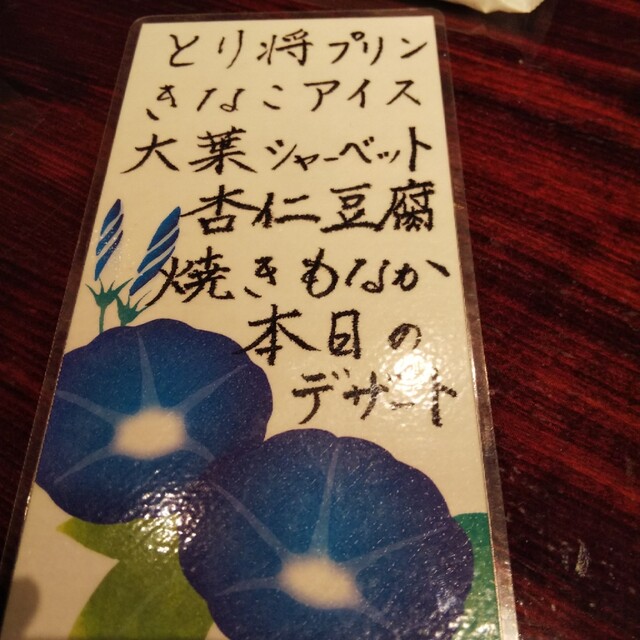 とり将プリン
きなこアイス
大葉シャーベット
杏仁豆腐
焼きもなか
本日の
デザート